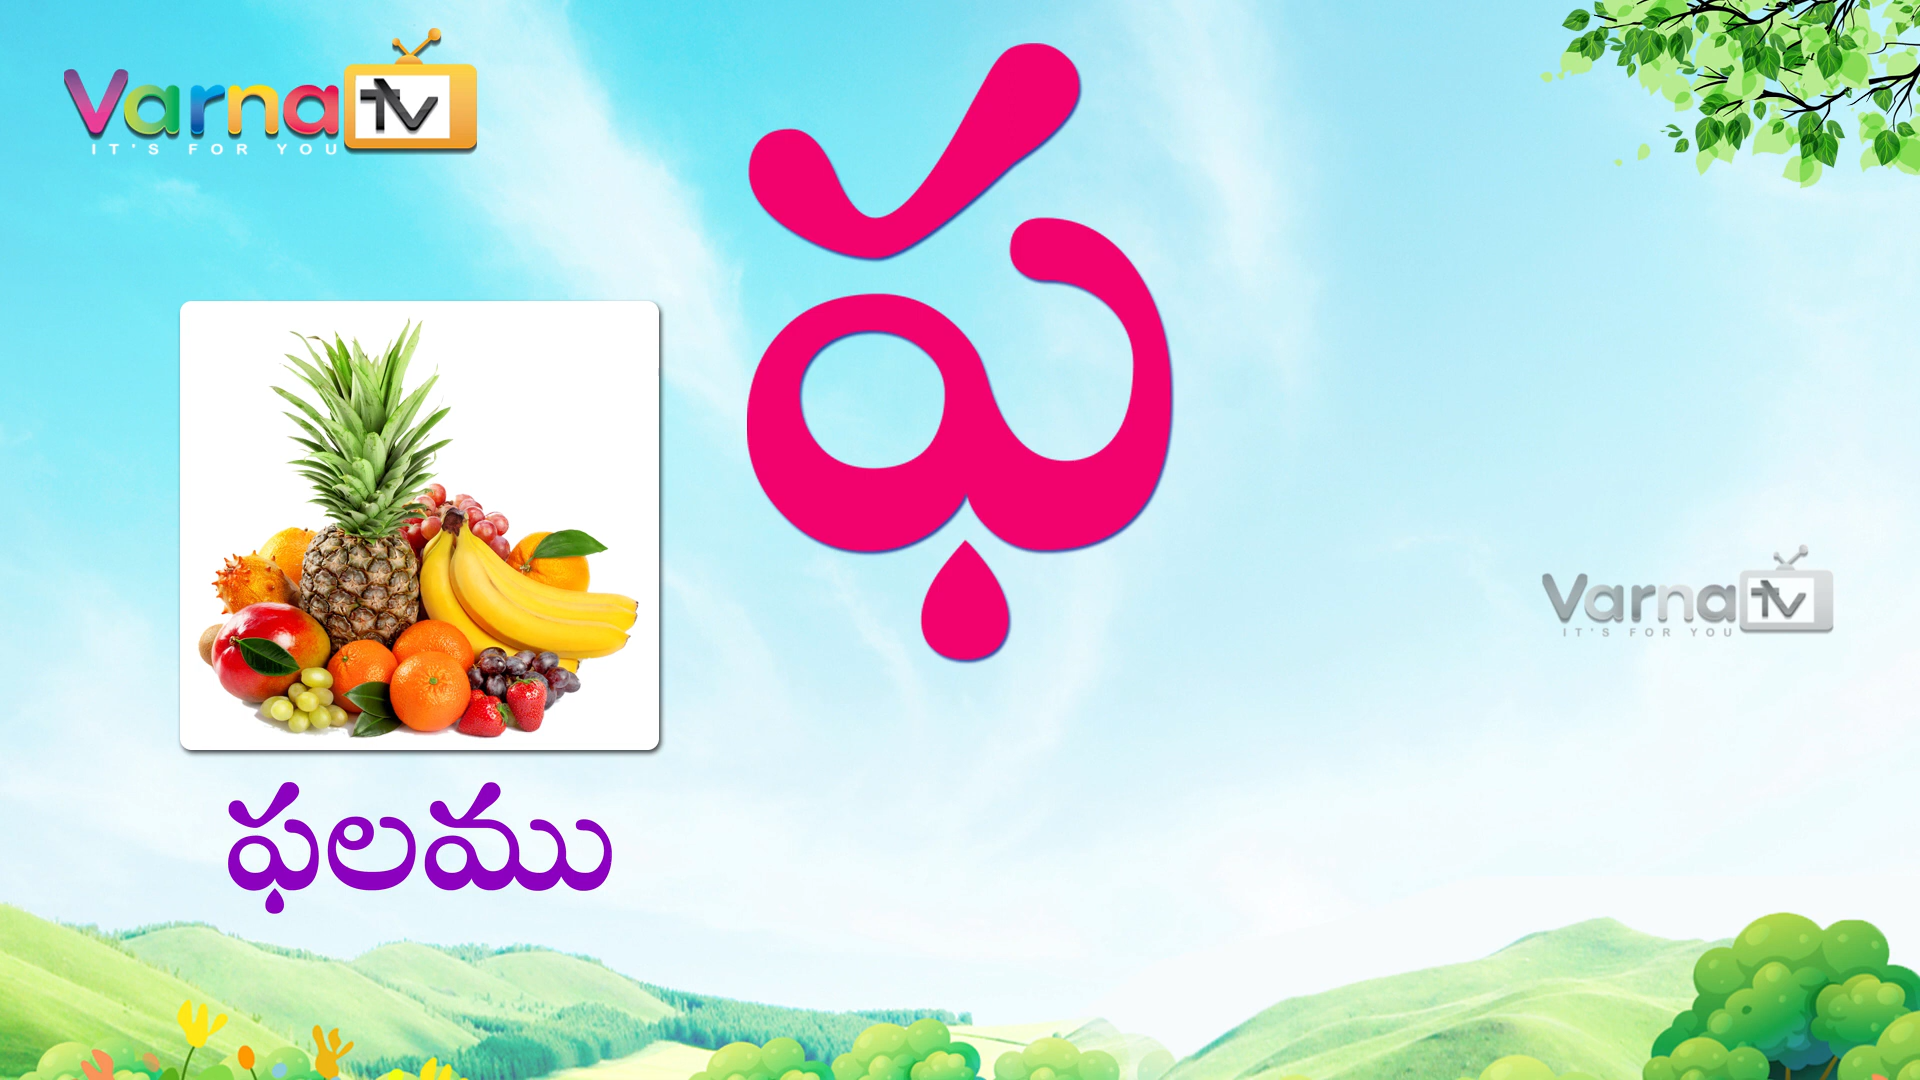 Varna TV
IT'S FOR YOU
ఫ
ఫలము
Varna TV
IT'S FOR YOU